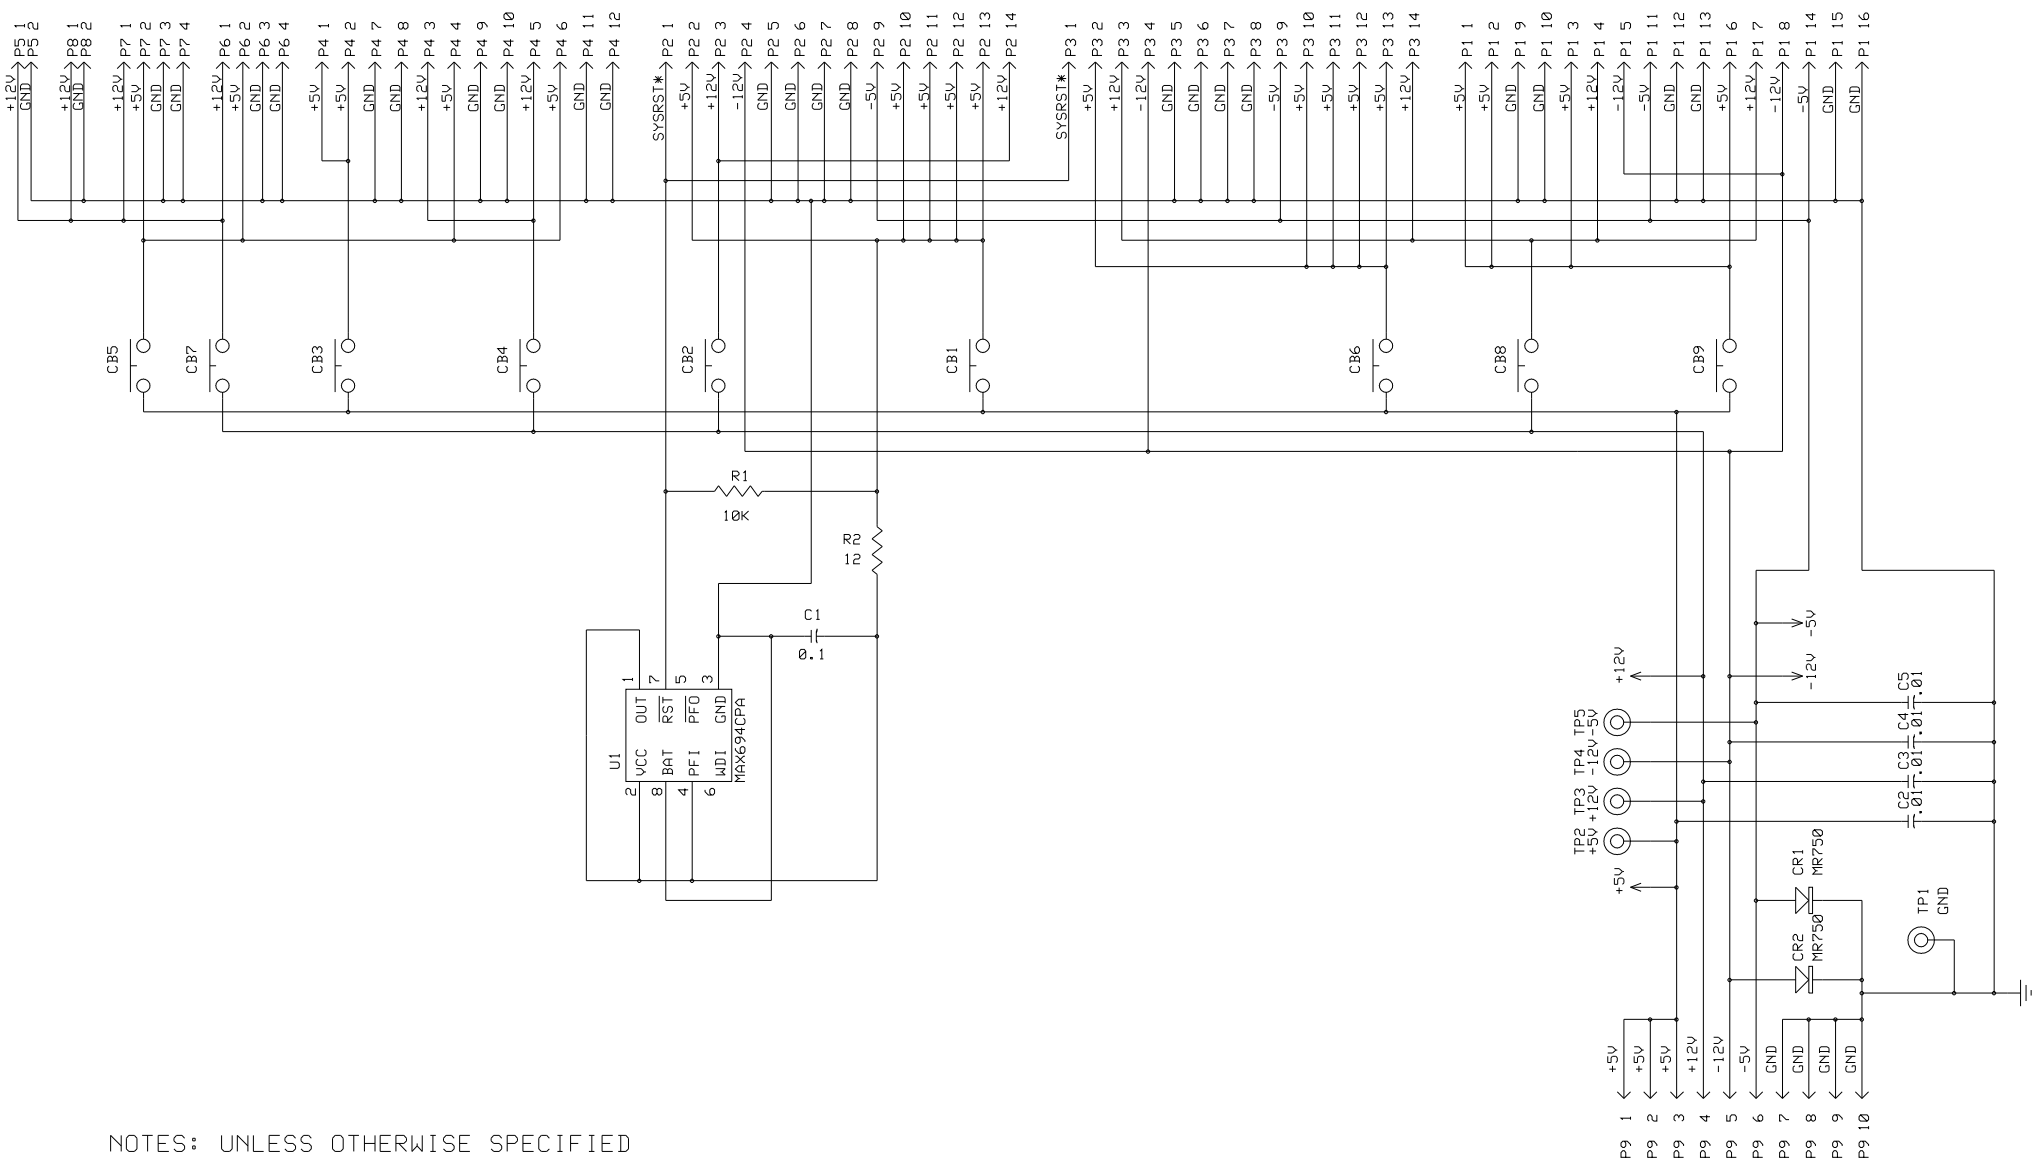 P5 1
P5 2
P8 1
P8 2
P7 1
P7 2
P7 3
P7 4
P6 1
P6 2
P6 3
P6 4
P4 1
P4 2
P4 7
P4 8
P4 3
P4 4
P4 9
P4 10
P4 5
P4 6
P4 11
P4 12
P2 1
P2 2
P2 3
P2 4
P2 5
P2 6
P2 7
P2 8
P2 9
P2 10
P2 11
P2 12
P2 13
P2 14
P3 1
P3 2
P3 3
P3 4
P3 5
P3 6
P3 7
P3 8
P3 9
P3 10
P3 11
P3 12
P3 13
P3 14
P1 1
P1 2
P1 9
P1 10
P1 3
P1 4
P1 5
P1 11
P1 12
P1 13
P1 6
P1 7
P1 8
P1 14
P1 15
P1 16
+12V
GND
+12V
GND
+12V
+5V
GND
GND
+12V
+5V
GND
GND
+5V
+5V
GND
GND
+12V
+5V
GND
GND
+12V
+5V
GND
GND
SYSRST*
+5V
+12V
-12V
GND
GND
GND
GND
-5V
+5V
+5V
+5V
+5V
+12V
SYSRST*
+5V
+12V
-12V
GND
GND
GND
GND
-5V
+5V
+5V
+5V
+5V
+12V
+5V
+5V
GND
GND
+5V
+12V
-12V
-5V
GND
GND
+5V
+12V
-12V
-5V
GND
GND
CB5
CB7
CB3
CB4
CB2
CB1
CB6
CB8
CB9
R1
10K
R2
12
C1
0.1
1
7
5
3
OUT
RST
PFO
GND
U1
VCC
BAT
PFI
WDI
MAX694CPA
2
8
4
6
-5V
+12V
-12V
TP5
-5V
TP4
-12V
TP3
+12V
TP2
+5V
+5V
C5
.01
C4
.01
C3
.01
C2
.01
CR1
MR750
CR2
MR750
TP1
GND
+5V
+5V
+5V
+12V
-12V
-5V
GND
GND
GND
GND
P9 1
P9 2
P9 3
P9 4
P9 5
P9 6
P9 7
P9 8
P9 9
P9 10
NOTES: UNLESS OTHERWISE SPECIFIED